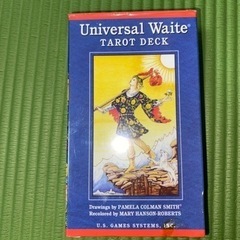 Universal Waite®
TAROT DECK
Drawings by PAMELA COLMAN SMITH
Recolored by MARY HANSON-ROBERTS
U.S. GAMES SYSTEMS, INC.